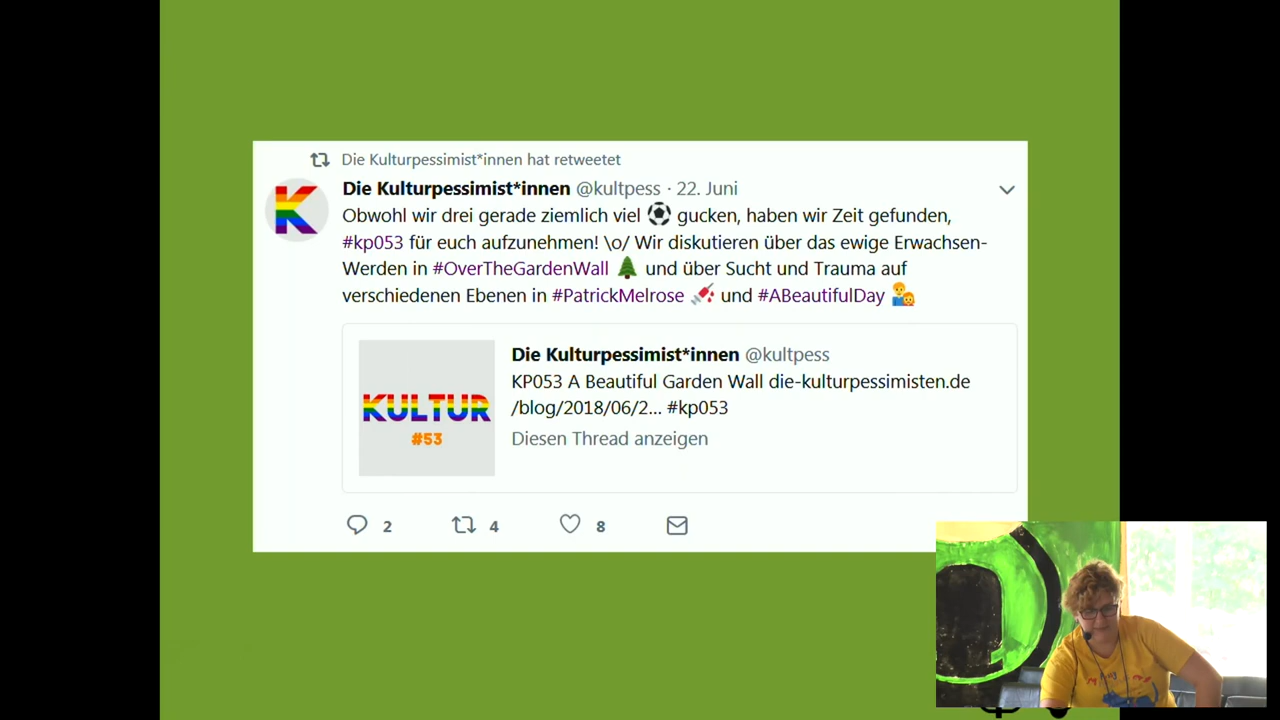 Die Kulturpessimist*innen hat retweetet
Die Kulturpessimist*innen @kultpess · 22. Juni
Obwohl wir drei gerade ziemlich viel ⚽ gucken, haben wir Zeit gefunden,
#kp053 für euch aufzunehmen! \o/ Wir diskutieren über das ewige Erwachsen-
Werden in #OverTheGardenWall 🌲 und über Sucht und Trauma auf
verschiedenen Ebenen in #PatrickMelrose 💉 und #ABeautifulDay 👨‍👧
K
Die Kulturpessimist*innen @kultpess
KP053 A Beautiful Garden Wall die-kulturpessimisten.de
/blog/2018/06/2... #kp053
Diesen Thread anzeigen
KULTUR
#53
2 4 8